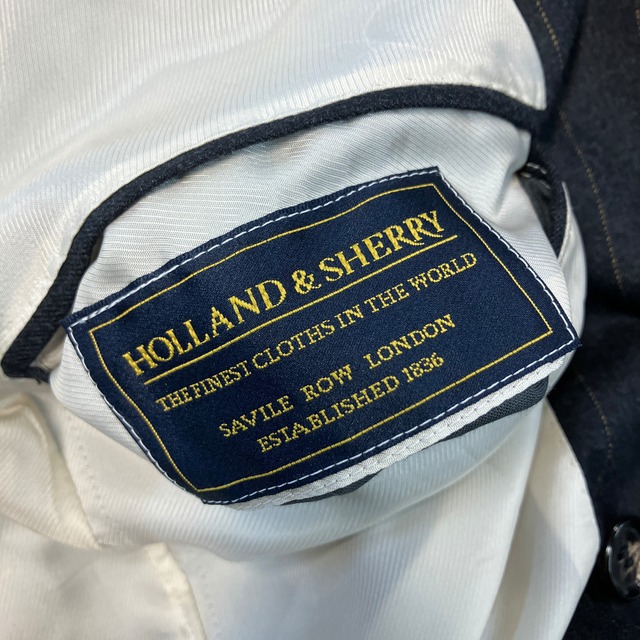 HOLLAND & SHERRY
THE FINEST CLOTHS IN THE WORLD
SAVILE ROW LONDON
ESTABLISHED 1836